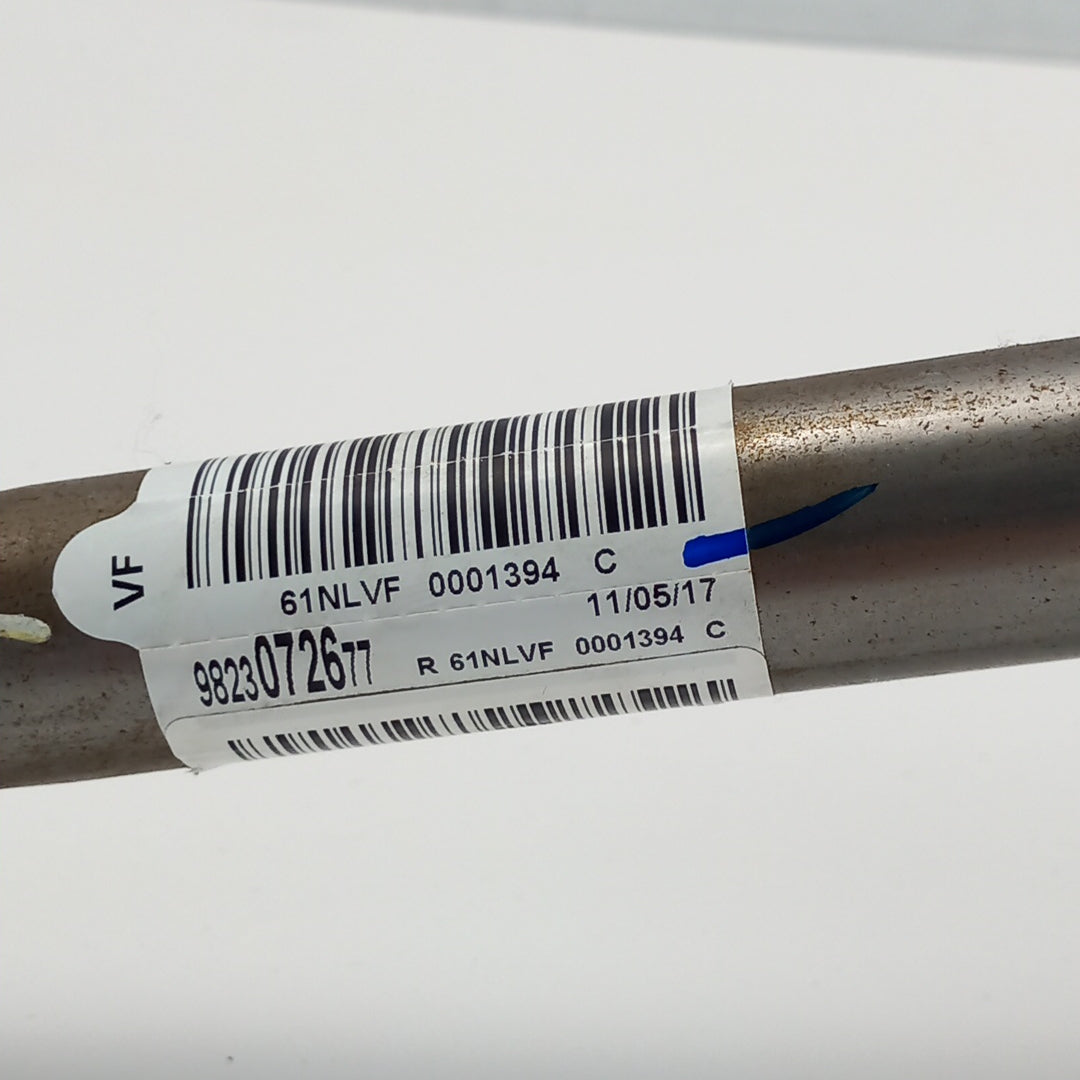 VF
61NLVF 0001394 C
11/05/17
9823072677 R 61NLVF 0001394 C